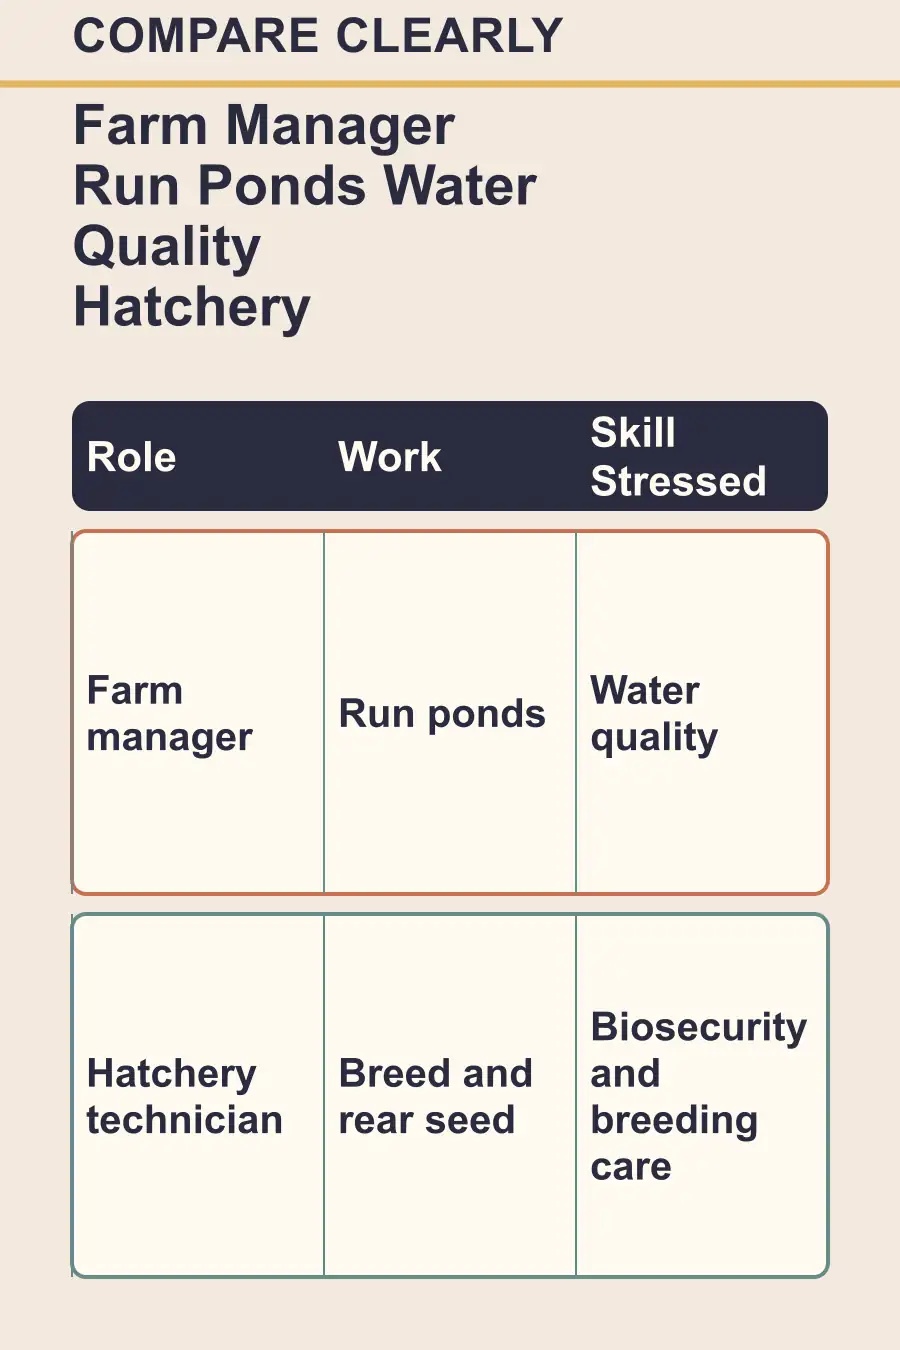 COMPARE CLEARLY
Farm Manager
Run Ponds Water
Quality
Hatchery
Role
Work
Skill
Stressed
Farm
manager
Run ponds
Water
quality
Hatchery
technician
Breed and
rear seed
Biosecurity
and
breeding
care